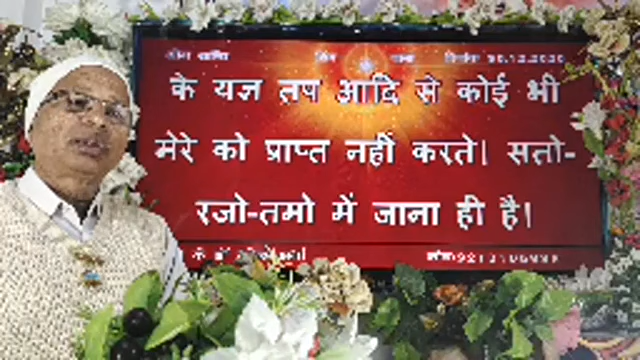 के यज्ञ तप आदि से कोई भी
मेरे को प्राप्त नहीं करते। सतो-
रजो-तमो में जाना ही है।